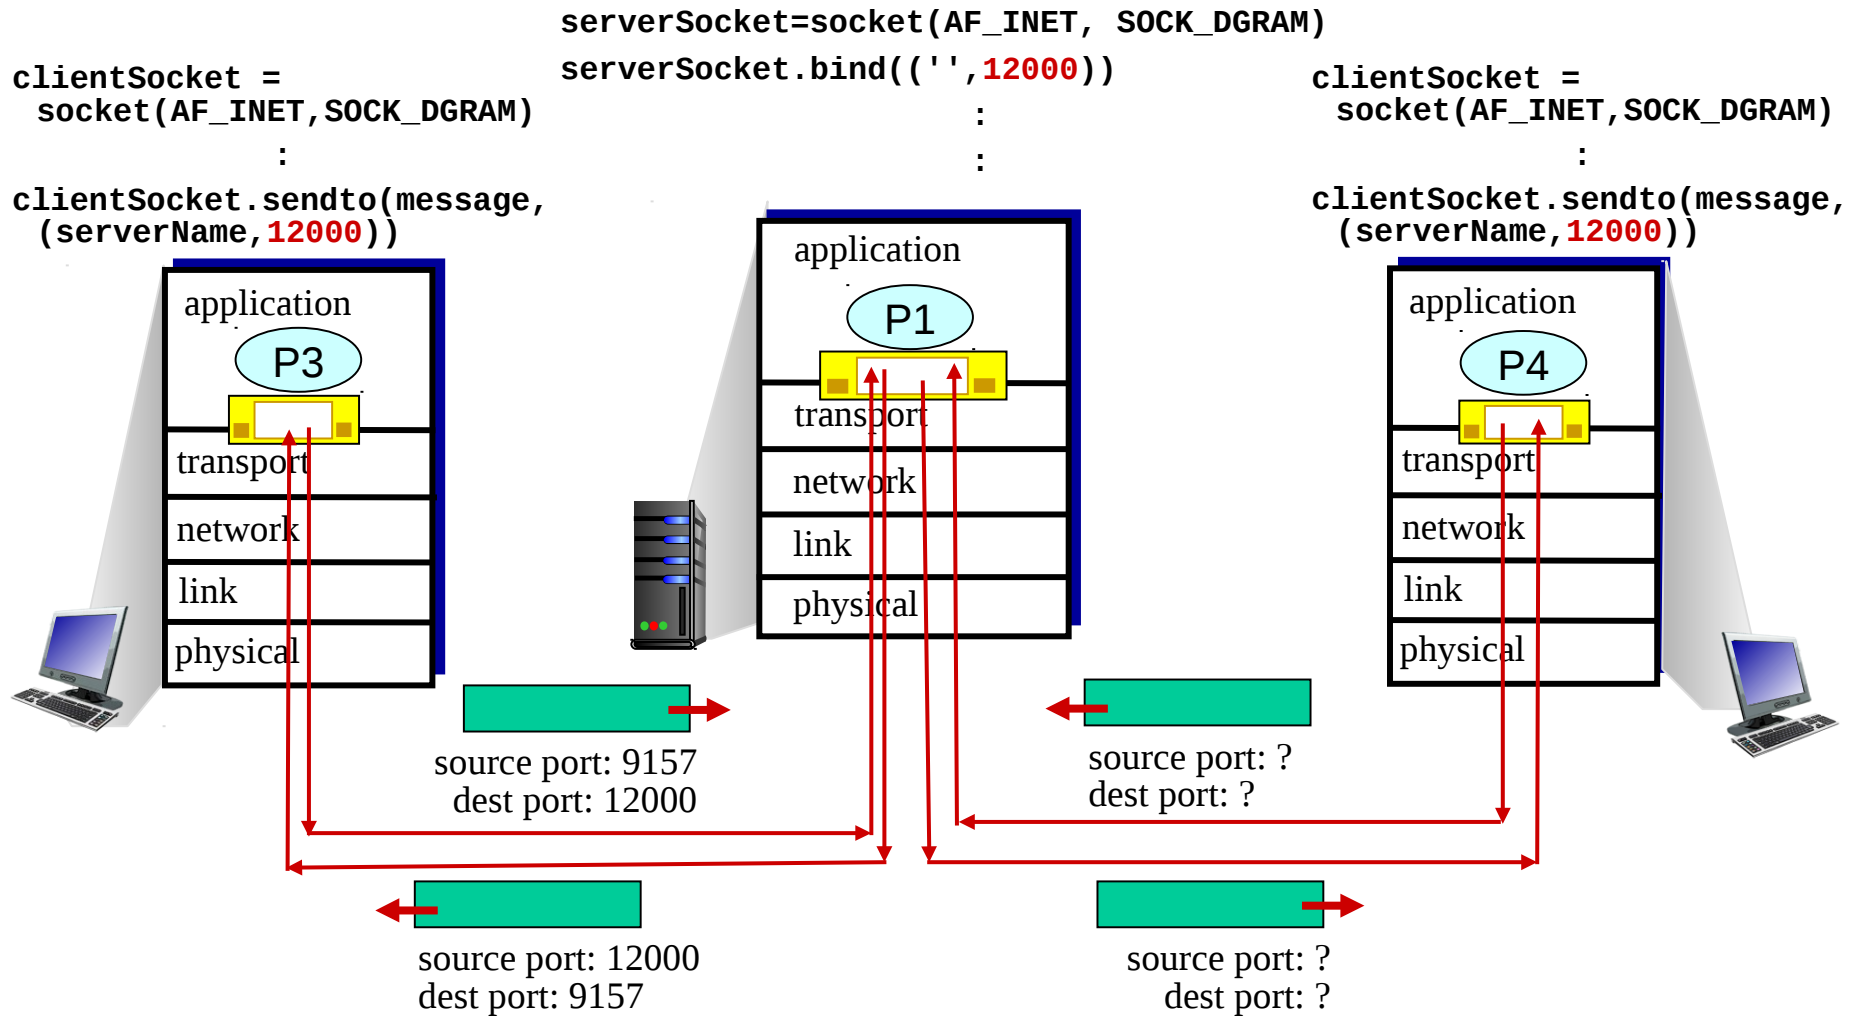 serverSocket=socket(AF_INET, SOCK_DGRAM)
serverSocket.bind(('',12000))
:
:
clientSocket =
socket(AF_INET,SOCK_DGRAM)
:
clientSocket.sendto(message,
(serverName,12000))
clientSocket =
socket(AF_INET,SOCK_DGRAM)
:
clientSocket.sendto(message,
(serverName,12000))
application
P3
transport
network
link
physical
application
P1
transport
network
link
physical
application
P4
transport
network
link
physical
source port: 9157
dest port: 12000
source port: ?
dest port: ?
source port: 12000
dest port: 9157
source port: ?
dest port: ?